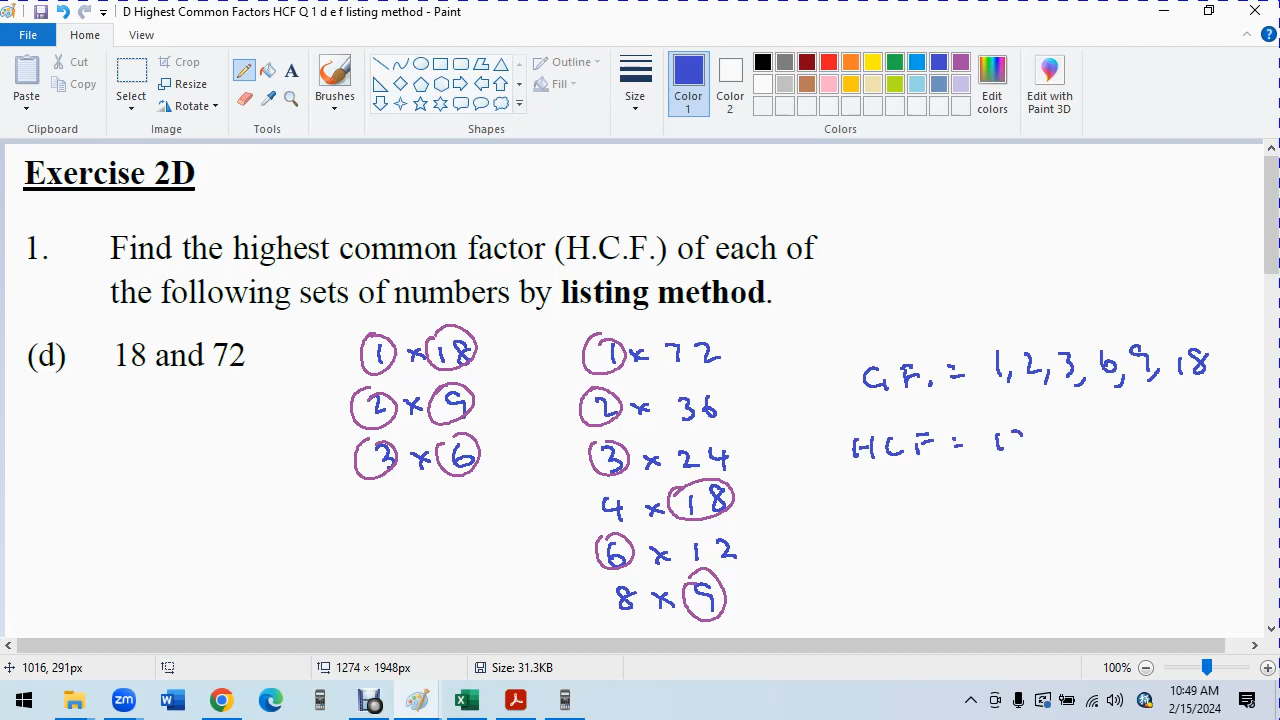 D Highest Common Factors HCF Q 1 d e f listing method - Paint
File Home View
Paste Cut Copy
Clipboard
Select Crop Resize Rotate
Image
Tools
Brushes
Shapes
Outline Fill
Size
Color 1 Color 2
Edit colors
Colors
Edit with Paint 3D
Exercise 2D
1. Find the highest common factor (H.C.F.) of each of
the following sets of numbers by listing method.
(d) 18 and 72
1 × 18 1 × 72
2 × 9 2 × 36
3 × 6 3 × 24
4 × 18
6 × 12
8 × 9
C.F. = 1, 2, 3, 6, 9, 18
HCF = 1
1016, 291px 1274 × 1948px Size: 31.3KB 100%
10:49 AM
2/15/2024